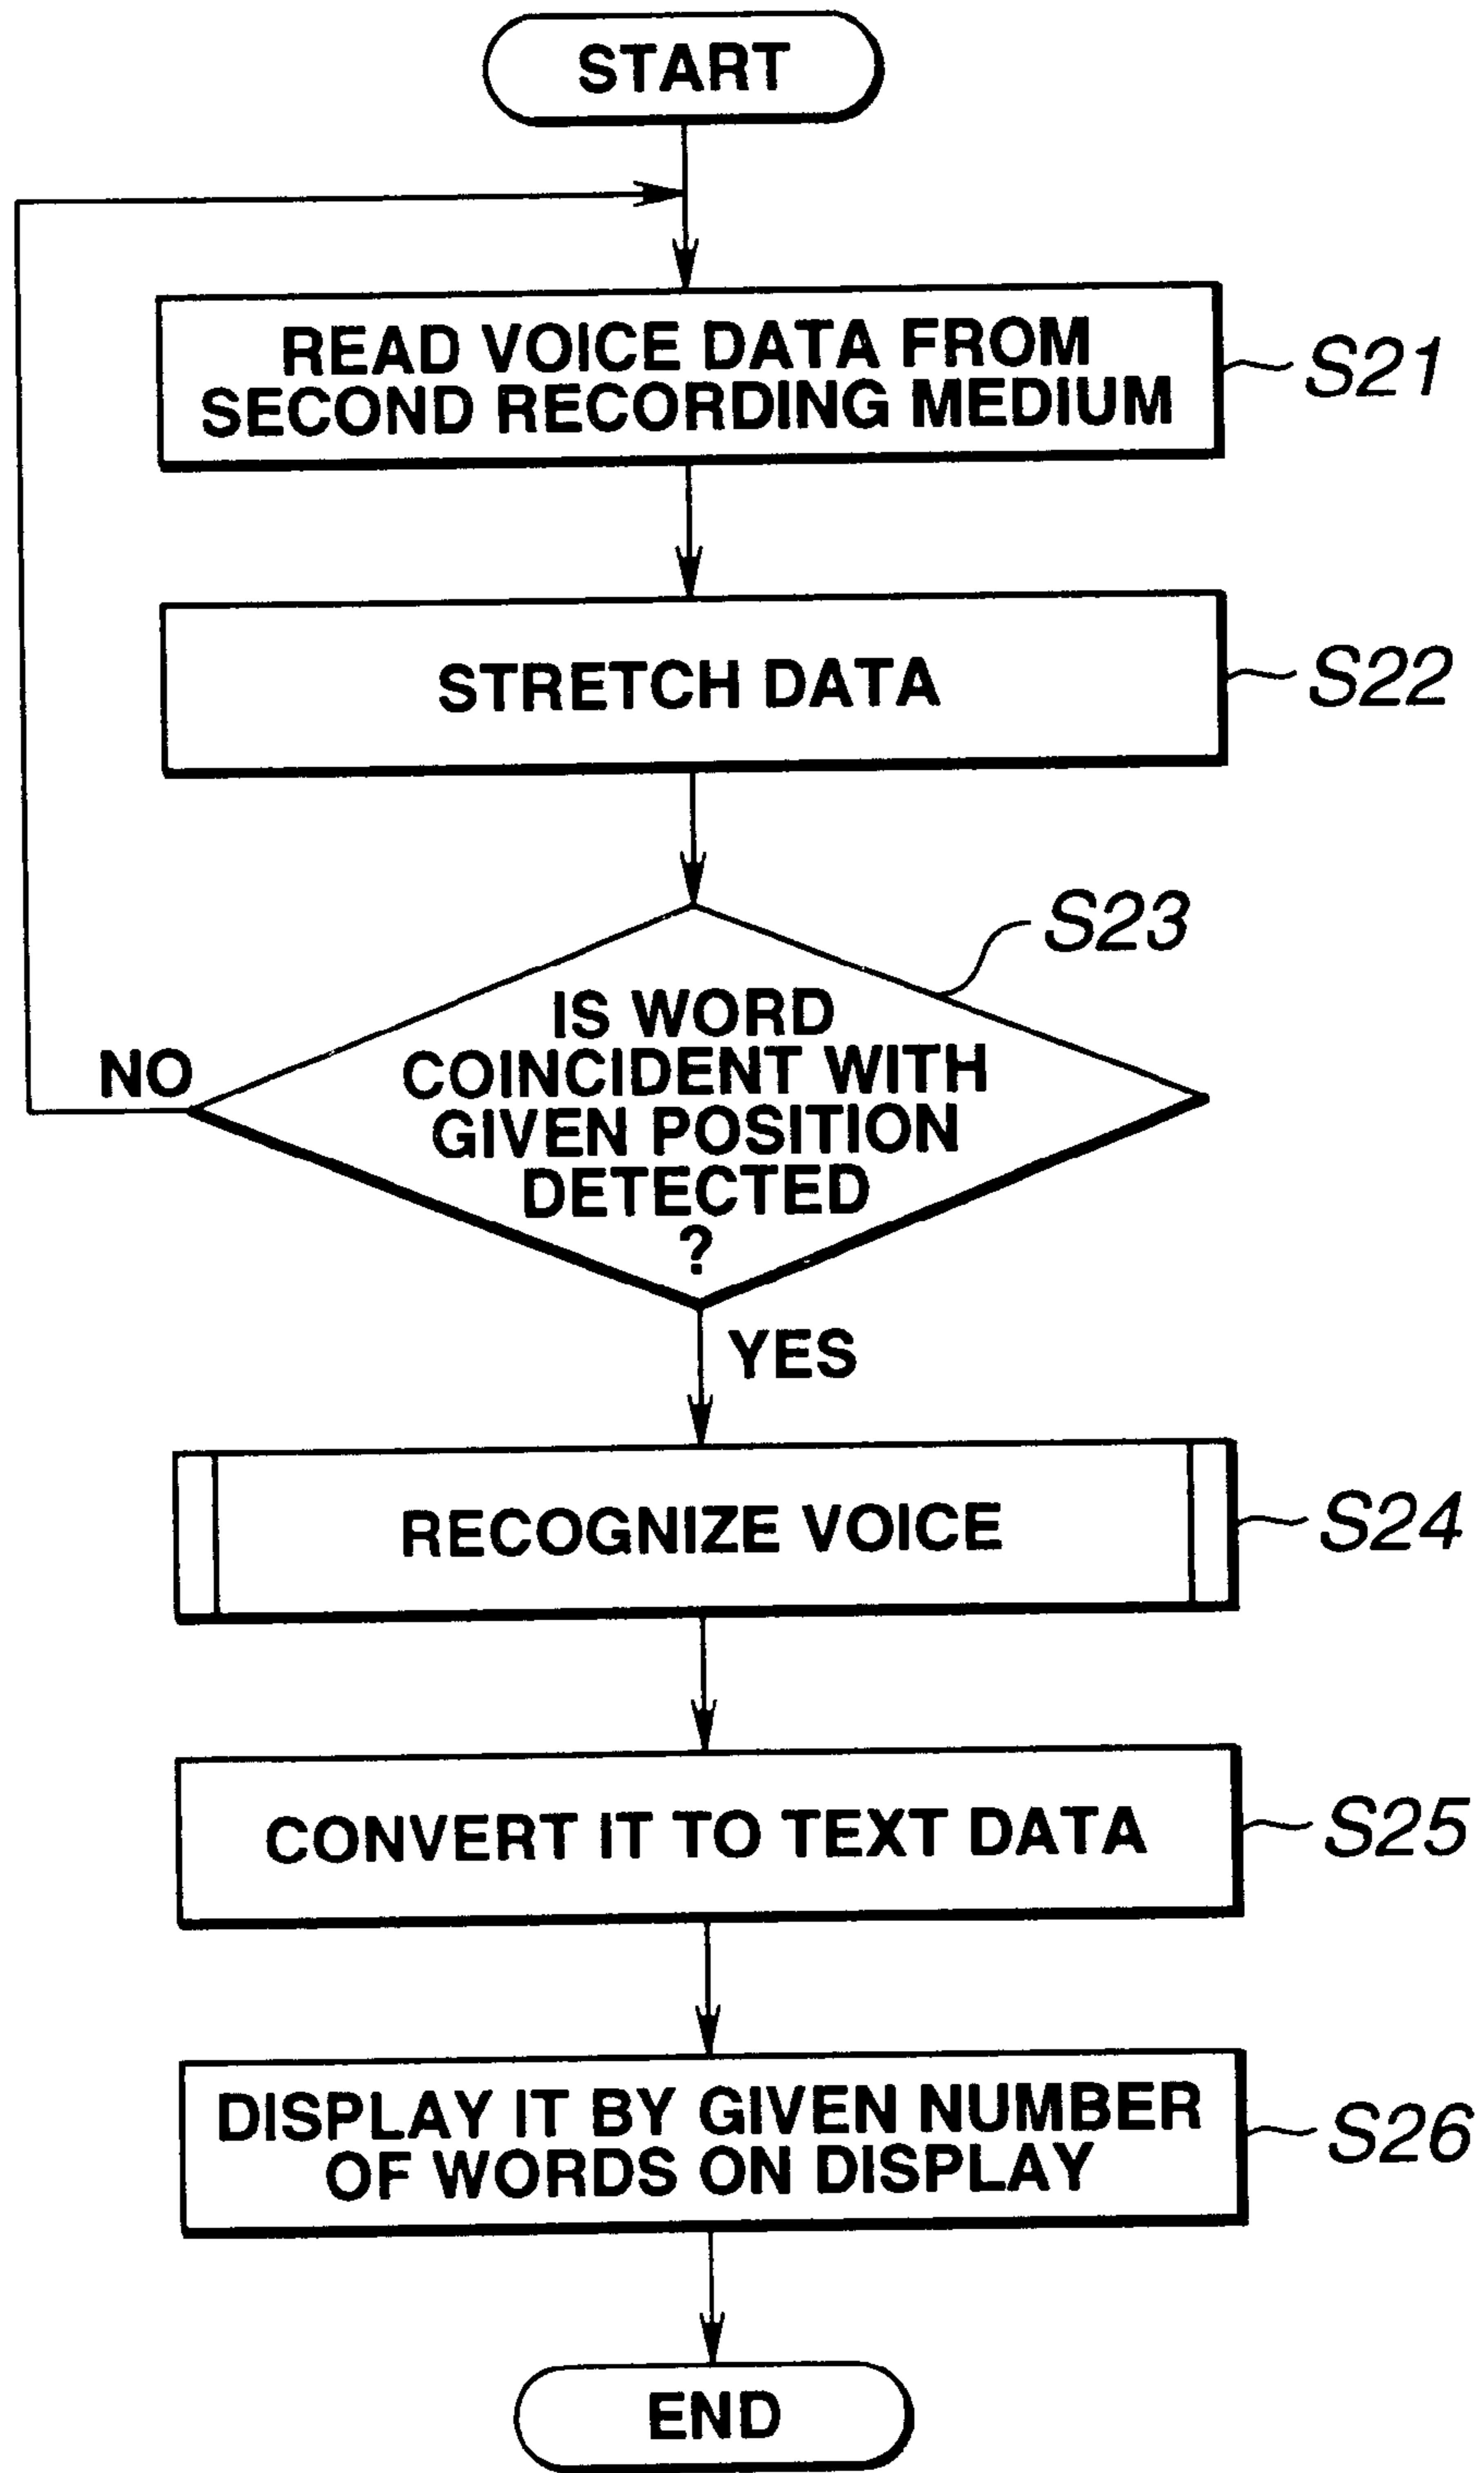 START
READ VOICE DATA FROM
SECOND RECORDING MEDIUM
S21
STRETCH DATA
S22
S23
IS WORD
COINCIDENT WITH
GIVEN POSITION
DETECTED
?
NO
YES
RECOGNIZE VOICE
S24
CONVERT IT TO TEXT DATA
S25
DISPLAY IT BY GIVEN NUMBER
OF WORDS ON DISPLAY
S26
END